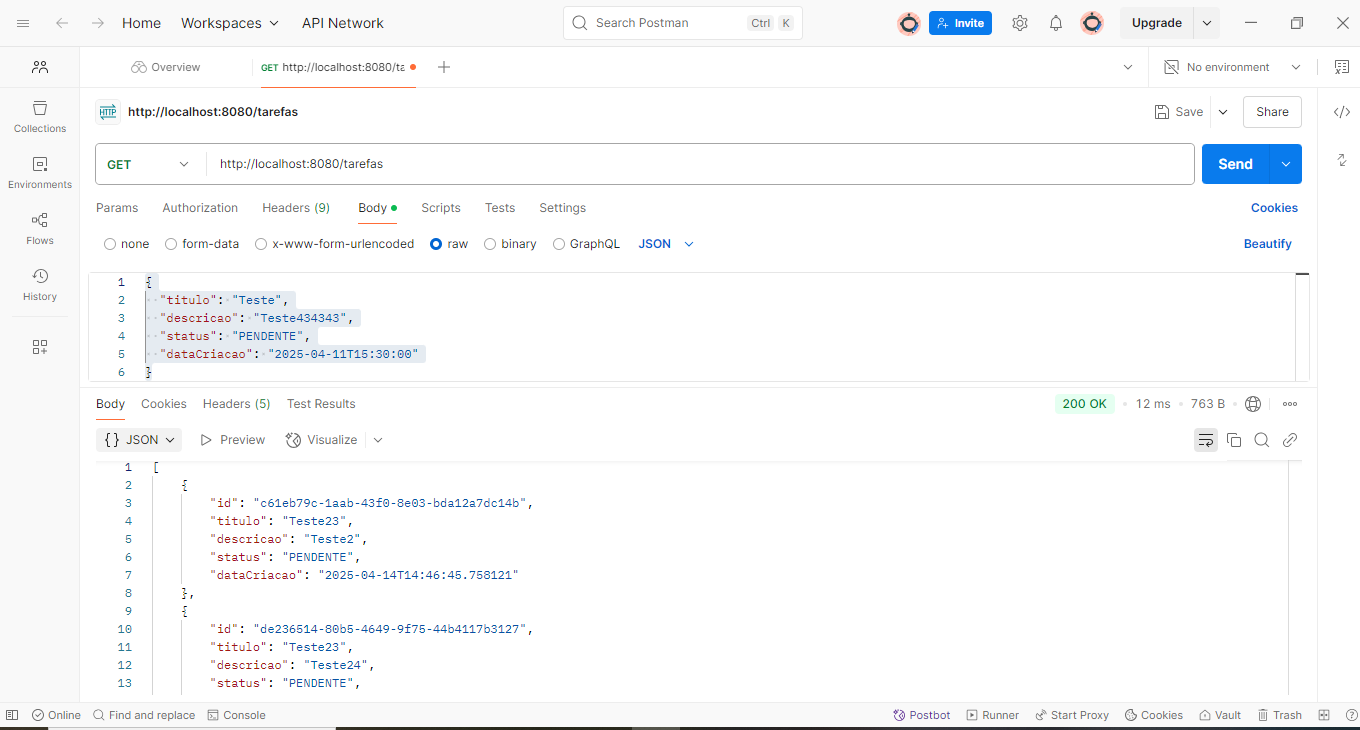 Home Workspaces API Network Search Postman Ctrl K Invite Upgrade
Overview GET http://localhost:8080/ta No environment
HTTP http://localhost:8080/tarefas Save Share
Collections
GET http://localhost:8080/tarefas Send
Environments
Params Authorization Headers (9) Body Scripts Tests Settings Cookies
Flows
none form-data x-www-form-urlencoded raw binary GraphQL JSON Beautify
History
1 {
2 "titulo": "Teste",
3 "descricao": "Teste434343",
4 "status": "PENDENTE",
5 "dataCriacao": "2025-04-11T15:30:00"
6 }
Body Cookies Headers (5) Test Results 200 OK • 12 ms • 763 B
{} JSON Preview Visualize
1 [
2 {
3 "id": "c61eb79c-1aab-43f0-8e03-bda12a7dc14b",
4 "titulo": "Teste23",
5 "descricao": "Teste2",
6 "status": "PENDENTE",
7 "dataCriacao": "2025-04-14T14:46:45.758121"
8 },
9 {
10 "id": "de236514-80b5-4649-9f75-44b4117b3127",
11 "titulo": "Teste23",
12 "descricao": "Teste24",
13 "status": "PENDENTE",
Online Find and replace Console Postbot Runner Start Proxy Cookies Vault Trash